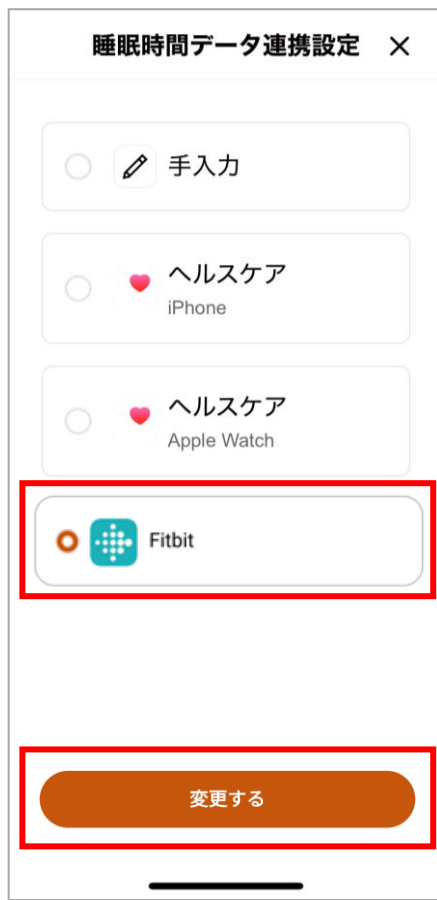 睡眠時間データ連携設定
手入力
ヘルスケア
iPhone
ヘルスケア
Apple Watch
Fitbit
変更する